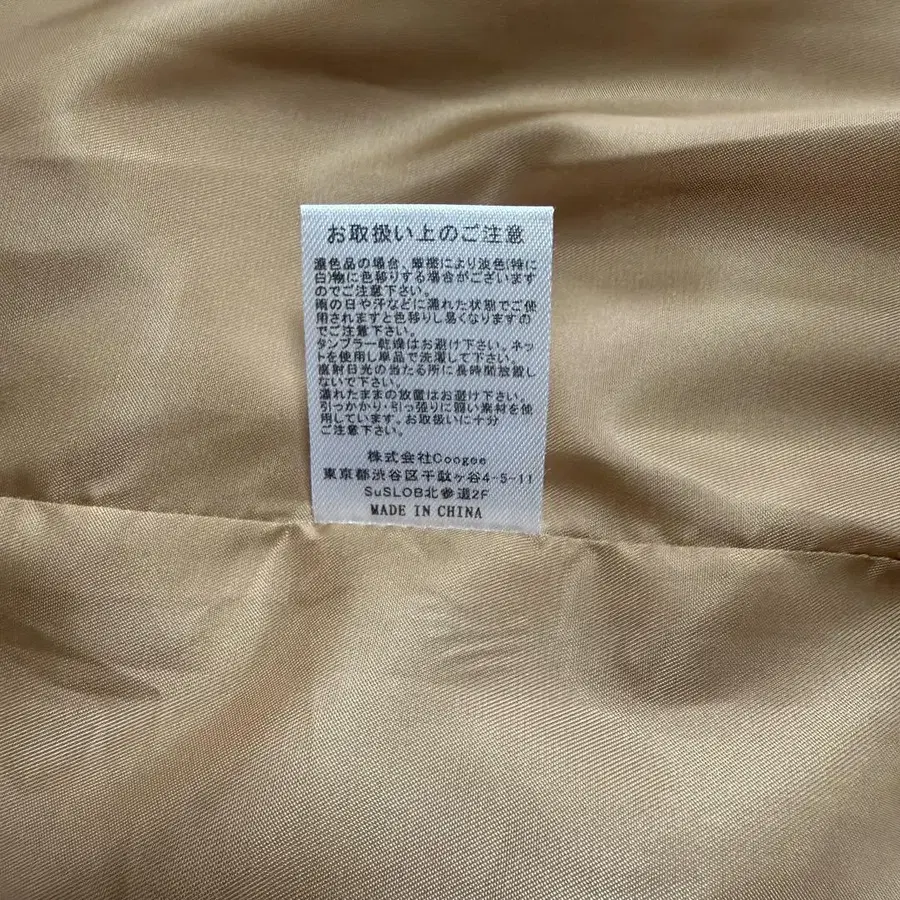 お取扱い上のご注意
濃色品の場合、摩擦により淡色(特に
白)物に色移りする場合がございます
のでご注意下さい。
雨の日や汗などに濡れた状態でご使
用されますと色移りし易くなりますの
でご注意下さい。
タンブラー乾燥はお避け下さい。ネッ
トを使用し単品で洗濯して下さい。
直射日光の当たる所に長時間放置し
ないで下さい。
濡れたままの放置はお避け下さい。
引っかかり・引っ張りに弱い素材を使
用しています。お取扱いに十分
ご注意下さい。
株式会社Coogee
東京都渋谷区千駄ヶ谷4-5-11
SuSLOB北参道2F
MADE IN CHINA